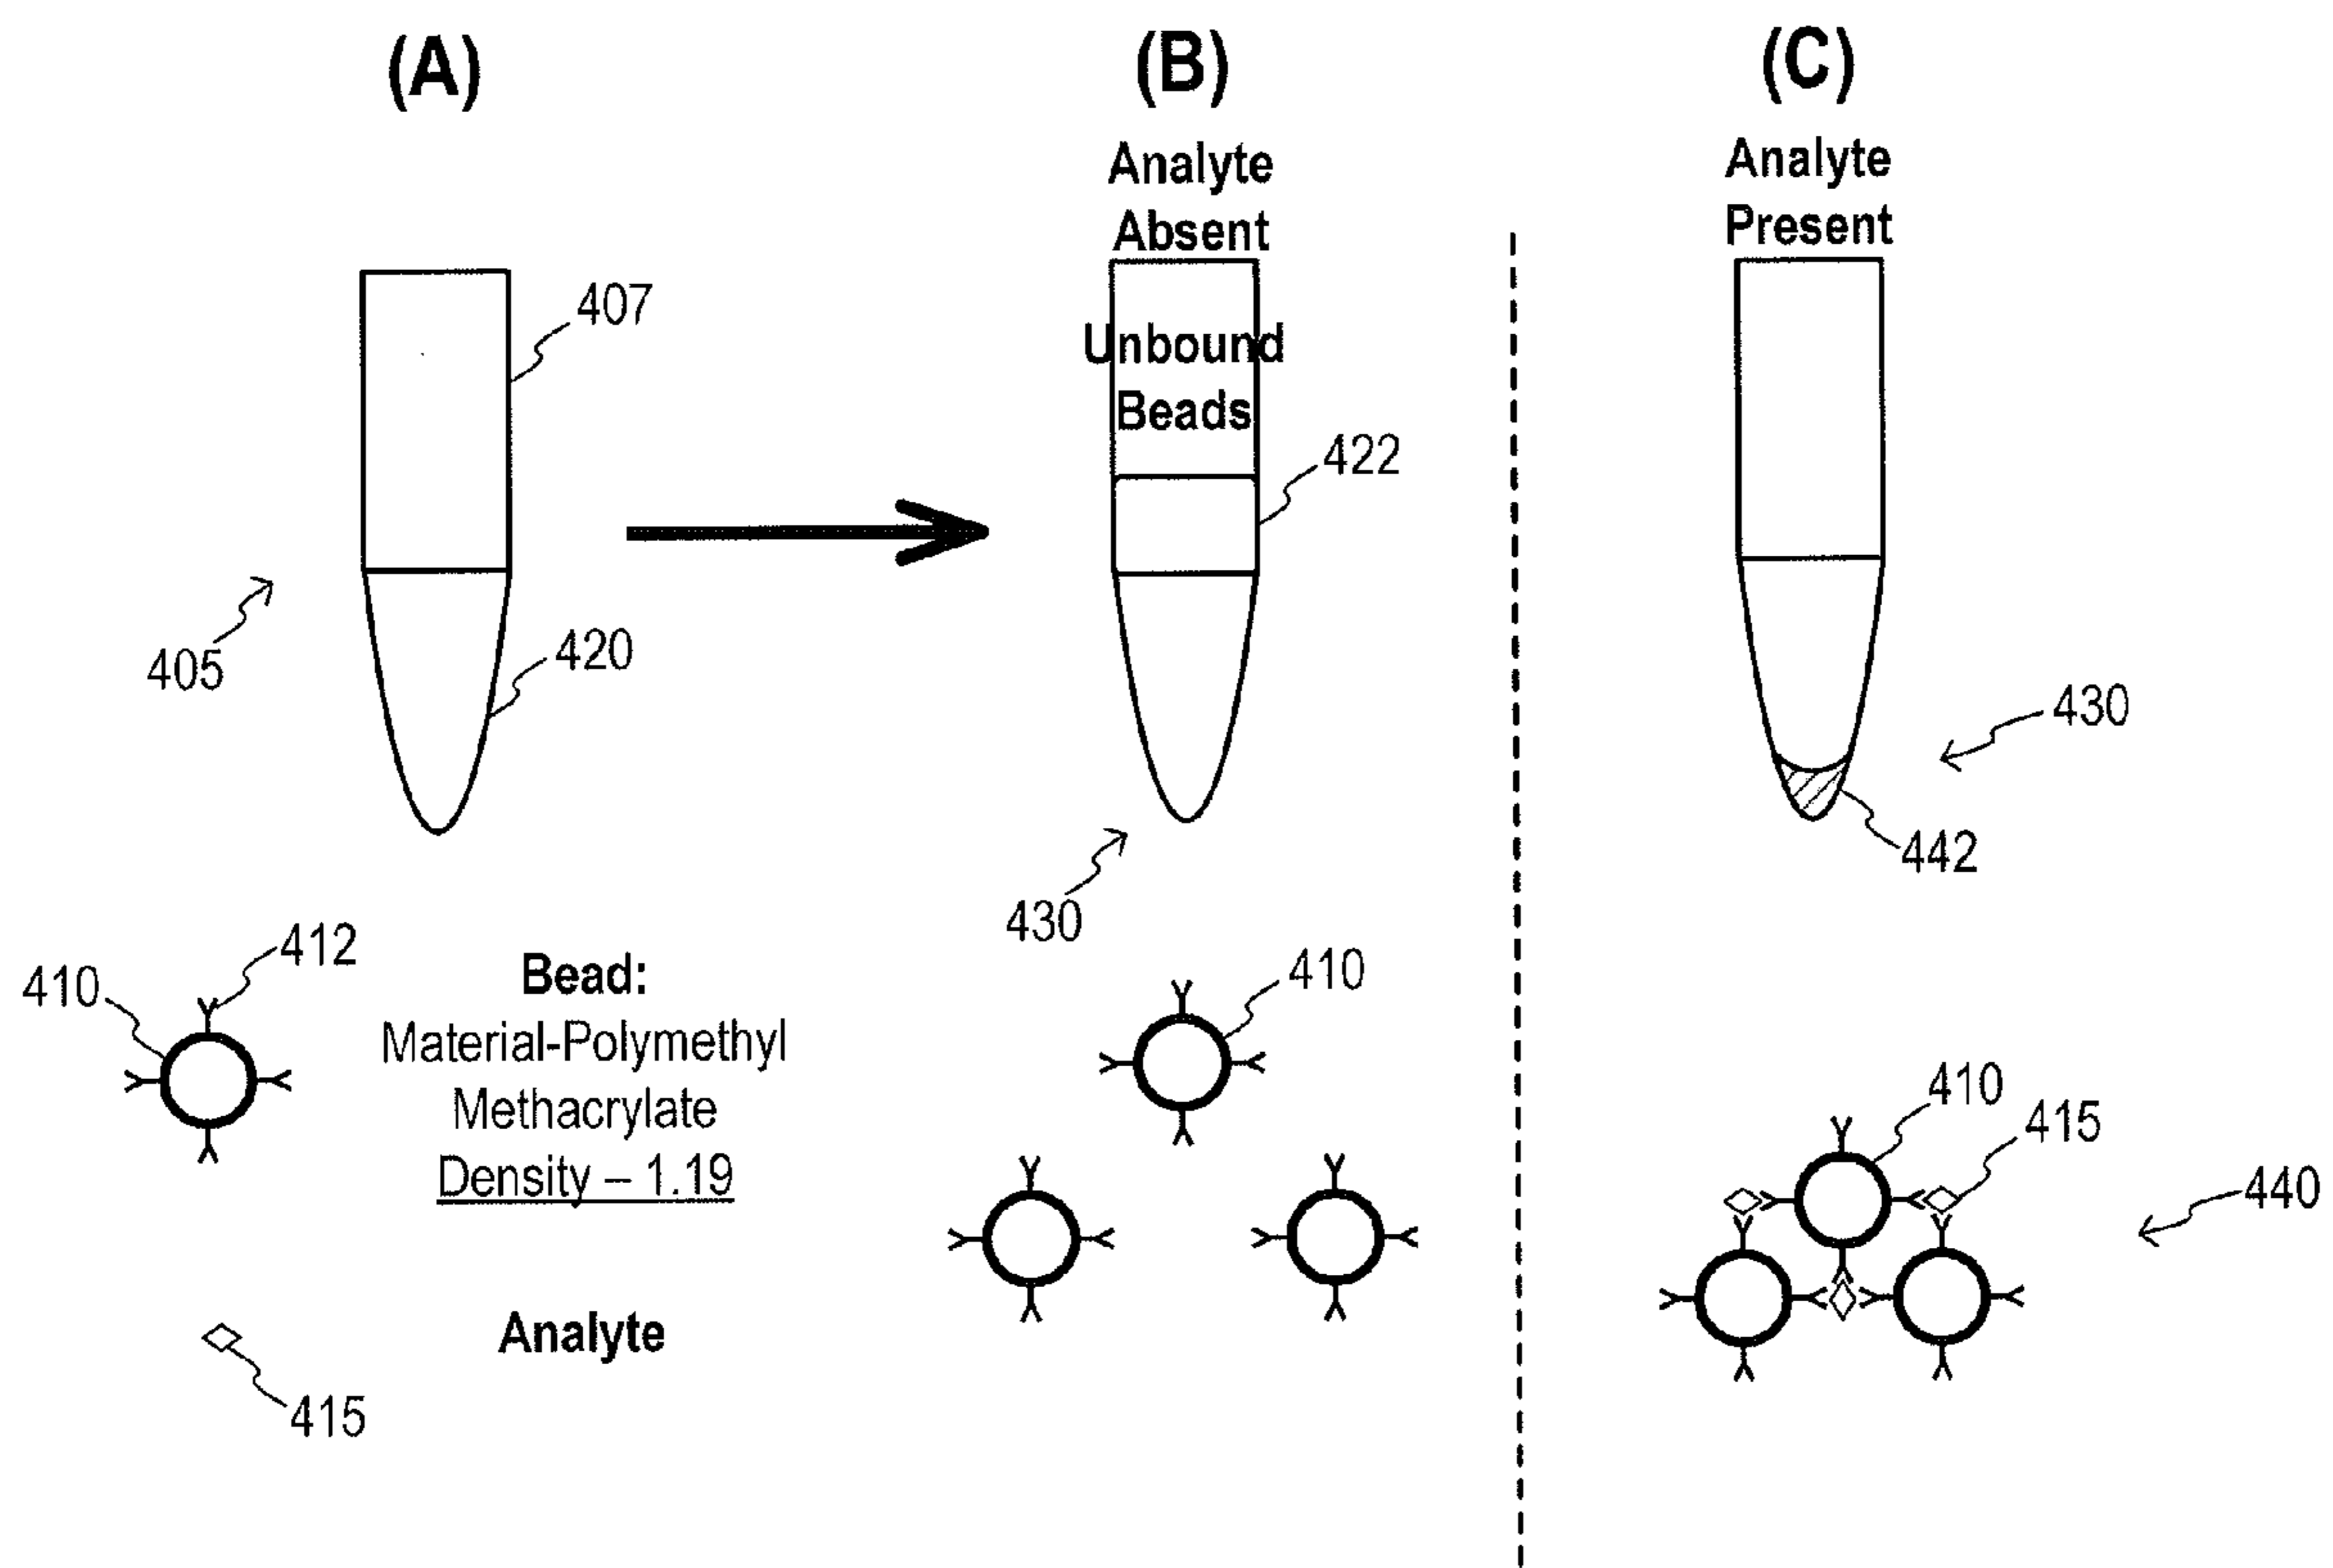 (A)
407
405
420
410
412
Bead:
Material-Polymethyl
Methacrylate
Density – 1.19
Analyte
415
(B)
Analyte
Absent
Unbound
Beads
422
430
410
(C)
Analyte
Present
430
442
410
415
440